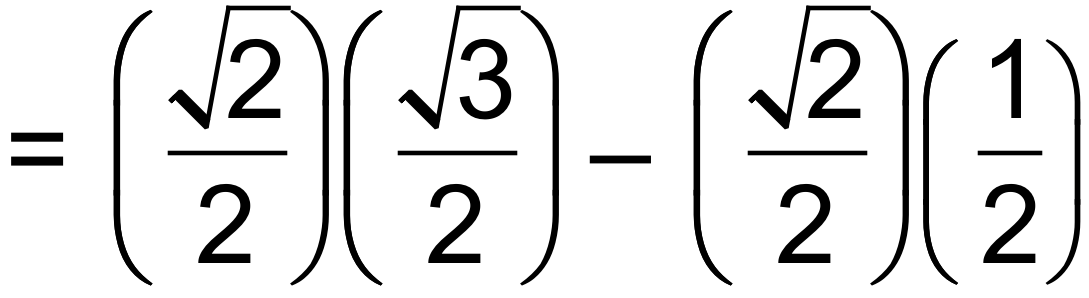 = (√2/2)(√3/2) − (√2/2)(1/2)